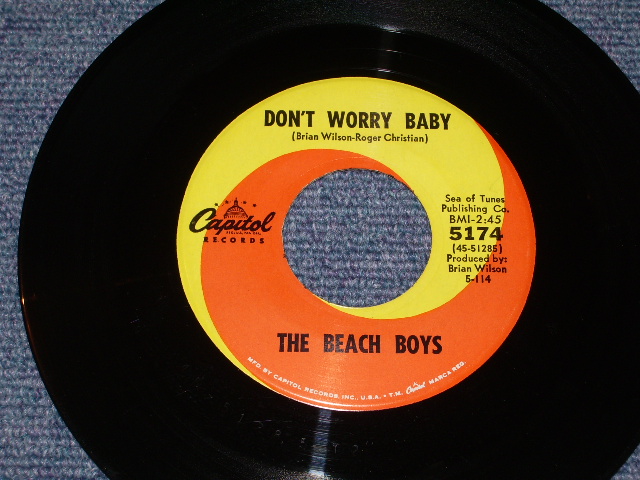 DON'T WORRY BABY
(Brian Wilson-Roger Christian)
Capitol
RECORDS
Sea of Tunes
Publishing Co.
BMI-2:45
5174
(45-51285)
Produced by:
Brian Wilson
5-114
THE BEACH BOYS
MFD. BY CAPITOL RECORDS, INC., U.S.A. • T.M. Capitol MARCA REG.